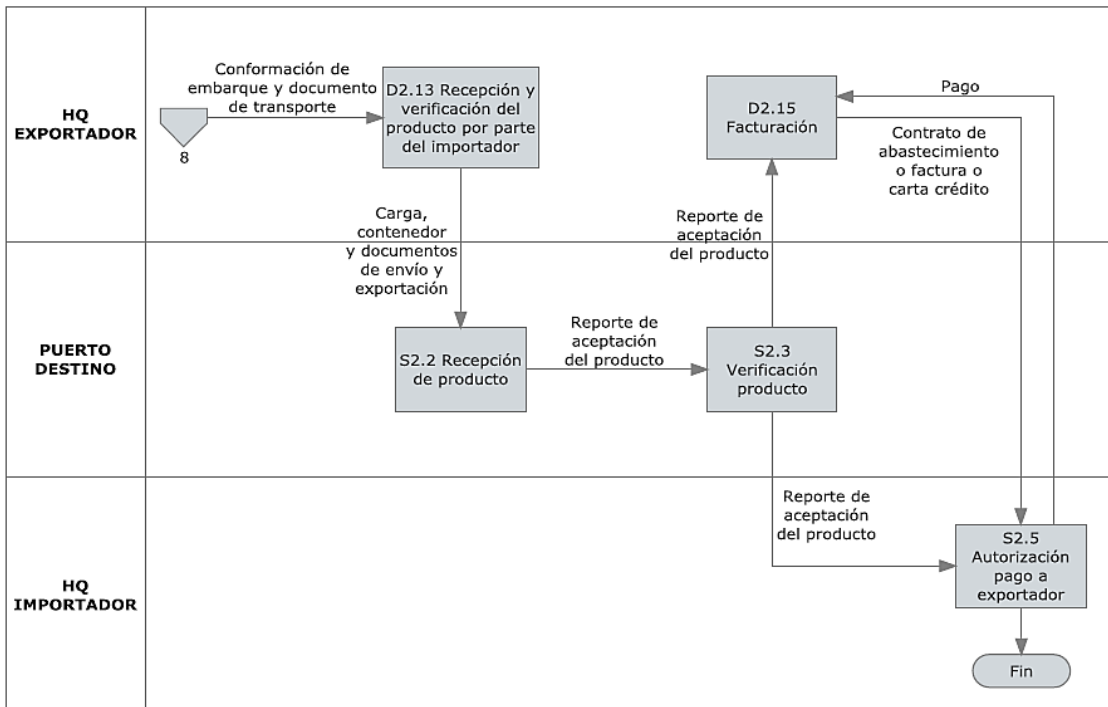 HQ
EXPORTADOR
Conformación de
embarque y documento
de transporte
8
D2.13 Recepción y
verificación del
producto por parte
del importador
D2.15
Facturación
Pago
Contrato de
abastecimiento
o factura o
carta crédito
Carga,
contenedor
y documentos
de envío y
exportación
Reporte de
aceptación
del producto
PUERTO
DESTINO
S2.2 Recepción
de producto
Reporte de
aceptación
del producto
S2.3
Verificación
producto
HQ
IMPORTADOR
Reporte de
aceptación
del producto
S2.5
Autorización
pago a
exportador
Fin